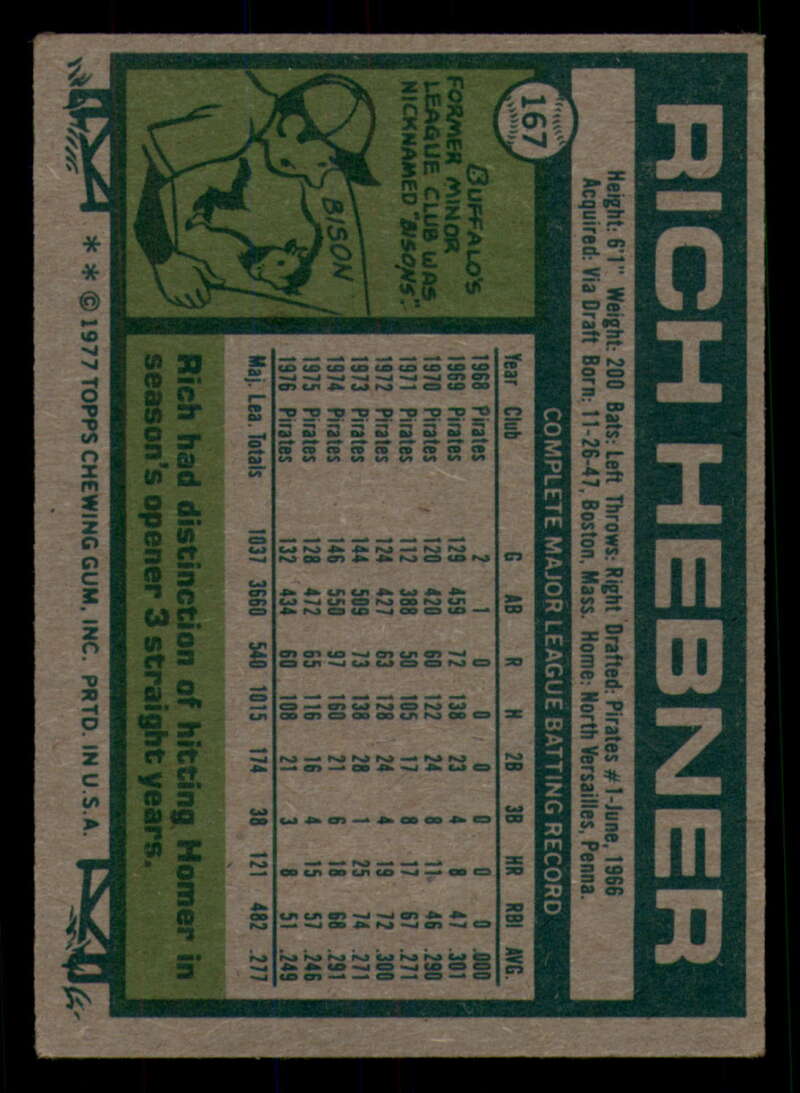 167
RICH HEBNER
Height: 6'1" Weight: 200 Bats: Left Throws: Right Drafted: Pirates #1-June, 1966
Acquired: Via Draft Born: 11-26-47, Boston, Mass. Home: North Versailles, Penna.
BUFFALO'S
FORMER MINOR
LEAGUE CLUB WAS
NICKNAMED "BISONS."
BISON
COMPLETE MAJOR LEAGUE BATTING RECORD
Year Club G AB R H 2B 3B HR RBI AVG.
1968 Pirates 2 1 0 0 0 0 0 0 .000
1969 Pirates 129 459 72 138 23 4 8 47 .301
1970 Pirates 120 420 60 122 24 8 11 46 .290
1971 Pirates 112 388 50 105 17 8 17 67 .271
1972 Pirates 124 427 63 128 24 4 19 72 .300
1973 Pirates 144 509 73 138 28 1 25 74 .271
1974 Pirates 146 550 97 160 21 6 18 68 .291
1975 Pirates 128 472 65 116 16 4 15 57 .246
1976 Pirates 132 434 60 108 21 3 8 51 .249
Maj. Lea. Totals 1037 3660 540 1015 174 38 121 482 .277
Rich had distinction of hitting Homer in
season's opener 3 straight years.
* * © 1977 TOPPS CHEWING GUM, INC. PRTD. IN U.S.A.